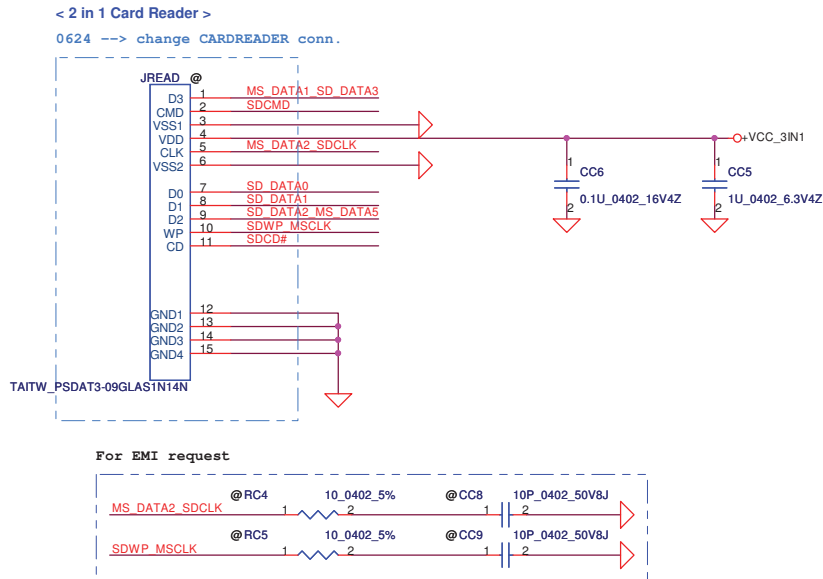 < 2 in 1 Card Reader >
0624 --> change CARDREADER conn.
JREAD @
D3 1 MS_DATA1_SD_DATA3
CMD 2 SDCMD
VSS1 3
VDD 4 +VCC_3IN1
CLK 5 MS_DATA2_SDCLK
VSS2 6
1 CC6 2 0.1U_0402_16V4Z
1 CC5 2 1U_0402_6.3V4Z
D0 7 SD_DATA0
D1 8 SD_DATA1
D2 9 SD_DATA2_MS_DATA5
WP 10 SDWP_MSCLK
CD 11 SDCD#
GND1 12
GND2 13
GND3 14
GND4 15
TAITW_PSDAT3-09GLAS1N14N
For EMI request
@RC4 10_0402_5% @CC8 10P_0402_50V8J
MS_DATA2_SDCLK 1 2 1 2
@RC5 10_0402_5% @CC9 10P_0402_50V8J
SDWP_MSCLK 1 2 1 2